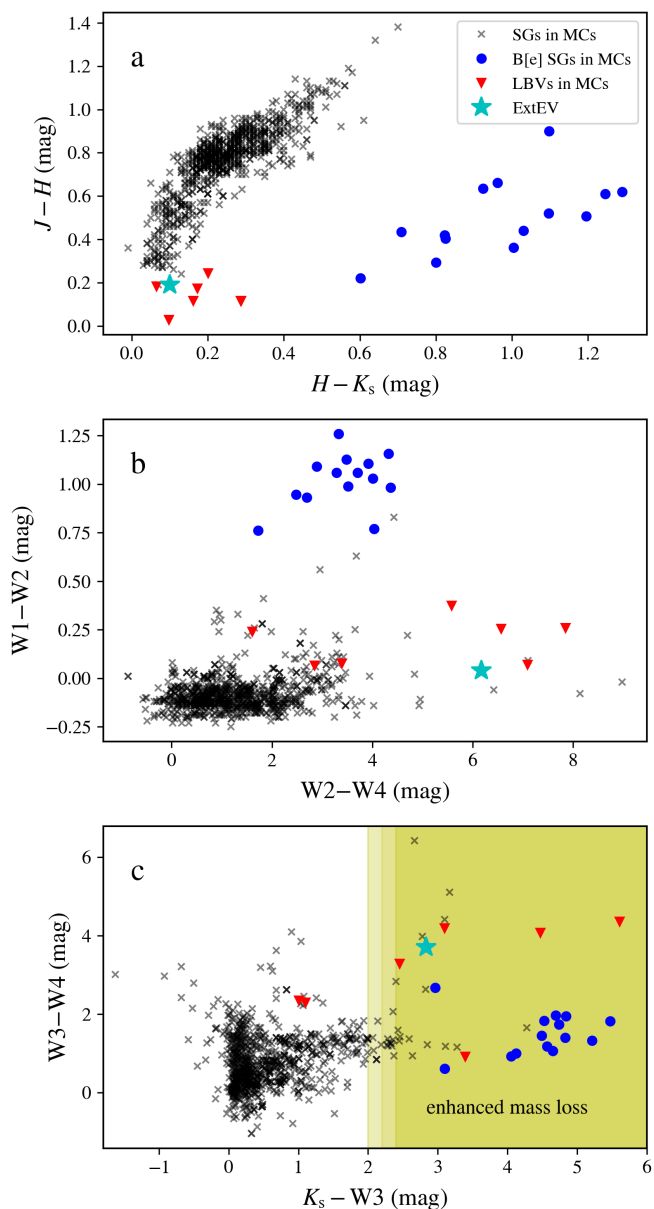 a
SGs in MCs
B[e] SGs in MCs
LBVs in MCs
ExtEV
1.4
1.2
1.0
0.8
0.6
0.4
0.2
0.0
J−H (mag)
0.0 0.2 0.4 0.6 0.8 1.0 1.2
H−Ks (mag)
b
1.25
1.00
0.75
0.50
0.25
0.00
−0.25
W1−W2 (mag)
0 2 4 6 8
W2−W4 (mag)
c
6
4
2
0
W3−W4 (mag)
enhanced mass loss
−1 0 1 2 3 4 5 6
Ks−W3 (mag)